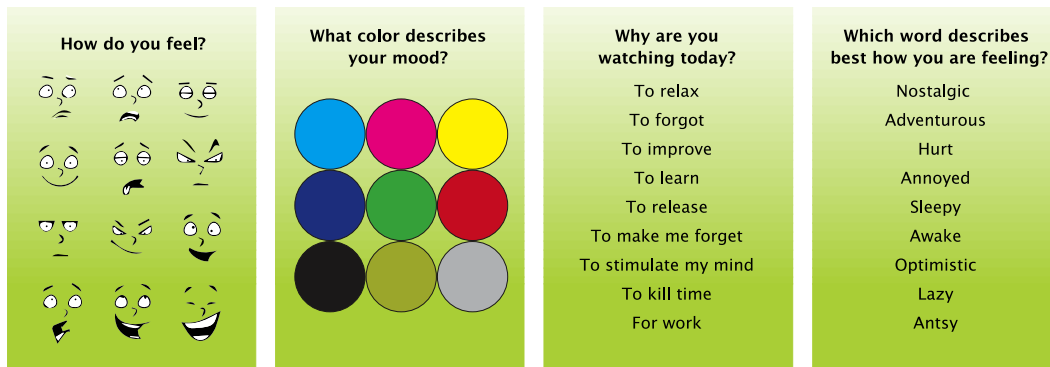 How do you feel?
What color describes
your mood?
Why are you
watching today?
To relax
To forgot
To improve
To learn
To release
To make me forget
To stimulate my mind
To kill time
For work
Which word describes
best how you are feeling?
Nostalgic
Adventurous
Hurt
Annoyed
Sleepy
Awake
Optimistic
Lazy
Antsy